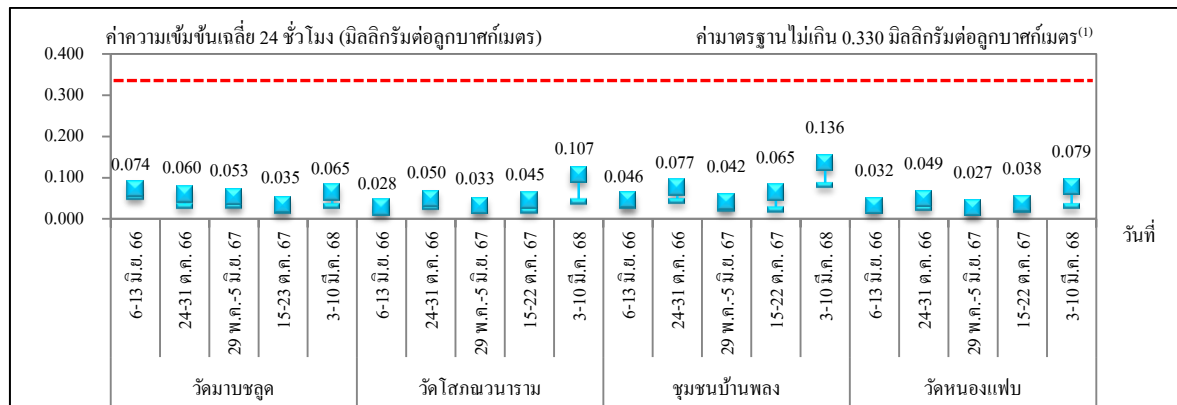 ค่าความเข้มข้นเฉลี่ย 24 ชั่วโมง (มิลลิกรัมต่อลูกบาศก์เมตร) ค่ามาตรฐานไม่เกิน 0.330 มิลลิกรัมต่อลูกบาศก์เมตร(1)
0.400
0.300
0.200
0.100
0.000
0.074 0.060 0.053 0.035 0.065 0.028 0.050 0.033 0.045 0.107 0.046 0.077 0.042 0.065 0.136 0.032 0.049 0.027 0.038 0.079
วันที่
6-13 มิ.ย. 66
24-31 ต.ค. 66
29 พ.ค.-5 มิ.ย. 67
15-23 ต.ค. 67
3-10 มี.ค. 68
6-13 มิ.ย. 66
24-31 ต.ค. 66
29 พ.ค.-5 มิ.ย. 67
15-22 ต.ค. 67
3-10 มี.ค. 68
6-13 มิ.ย. 66
24-31 ต.ค. 66
29 พ.ค.-5 มิ.ย. 67
15-22 ต.ค. 67
3-10 มี.ค. 68
6-13 มิ.ย. 66
24-31 ต.ค. 66
29 พ.ค.-5 มิ.ย. 67
15-22 ต.ค. 67
3-10 มี.ค. 68
วัดมาบชลูด วัดโสภณวนาราม ชุมชนบ้านพลง วัดหนองแฟบ